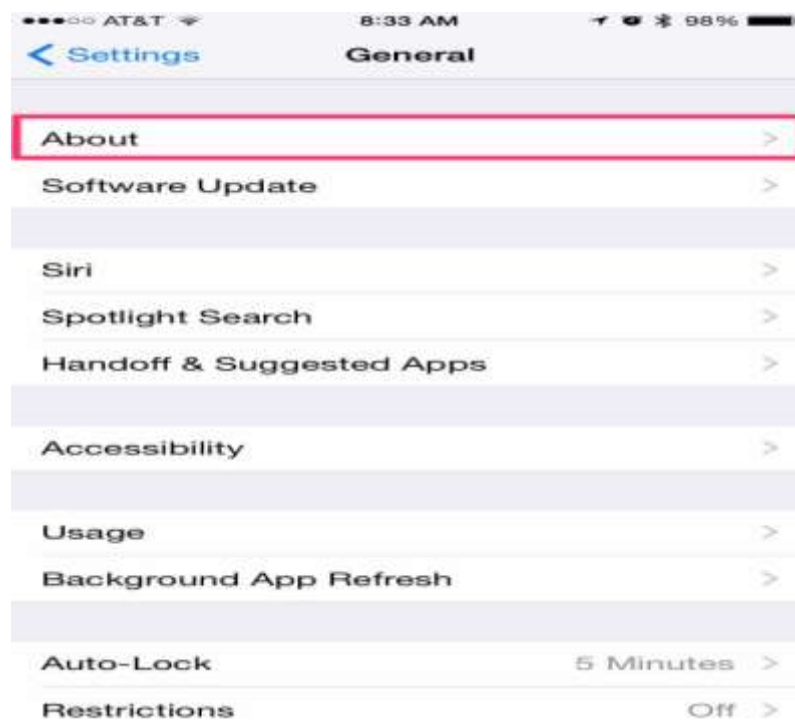 AT&T 8:33 AM 98%
< Settings General
About >
Software Update >
Siri >
Spotlight Search >
Handoff & Suggested Apps >
Accessibility >
Usage >
Background App Refresh >
Auto-Lock 5 Minutes >
Restrictions Off >